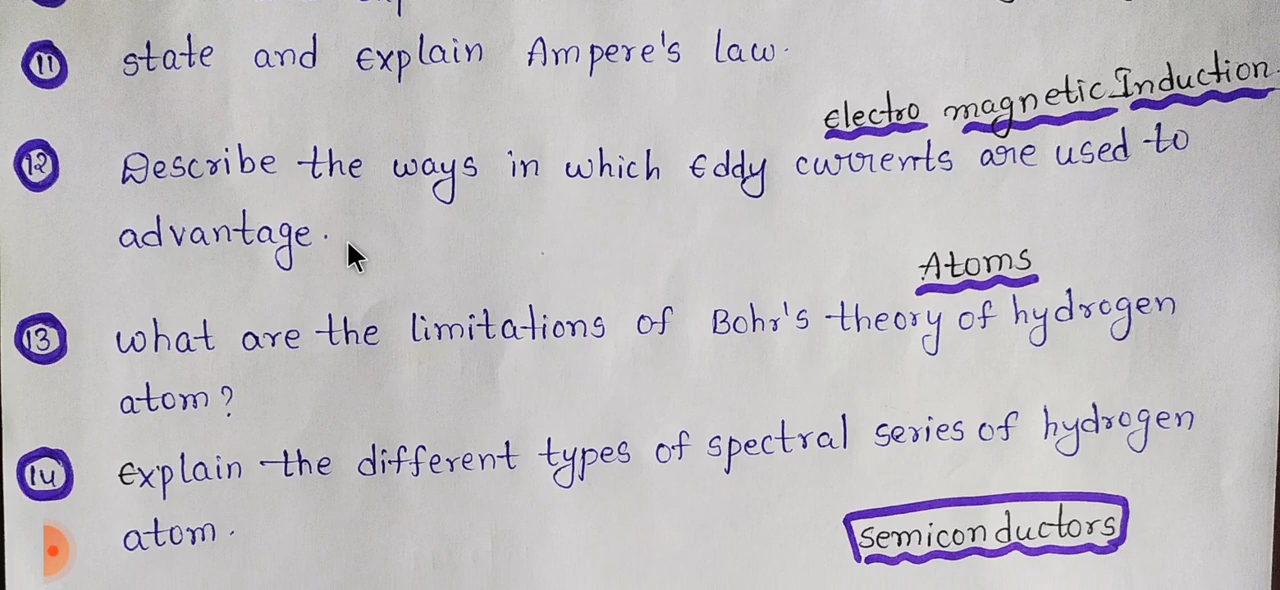 11 state and Explain Ampere's law.
Electro magnetic Induction.
12 Describe the ways in which Eddy currents are used to
advantage.
Atoms
13 what are the limitations of Bohr's theory of hydrogen
atom?
14 Explain the different types of spectral series of hydrogen
atom.
semiconductors